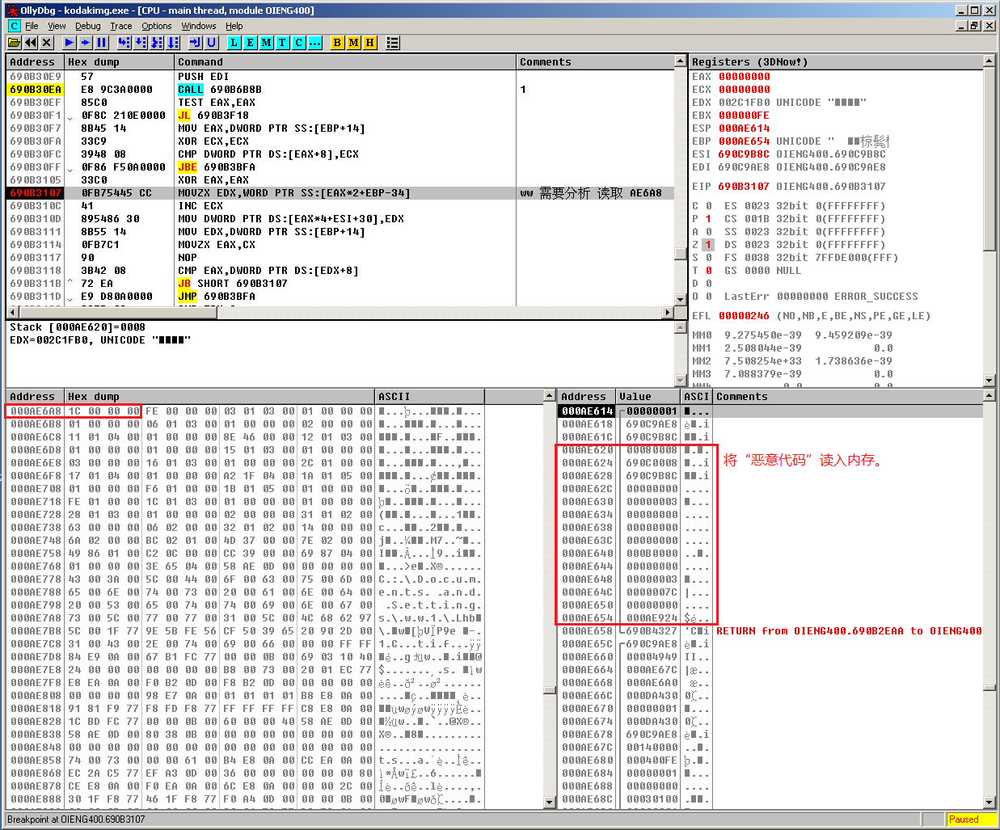 OllyDbg - kodakimg.exe - [CPU - main thread, module OIENG400]
File View Debug Trace Options Windows Help
L E M T C ... B M H
Address Hex dump Command Comments
690B30E9 57 PUSH EDI
690B30EA E8 9C3A0000 CALL 690B6B8B 1
690B30EF 85C0 TEST EAX,EAX
690B30F1 0F8C 210E0000 JL 690B3F18
690B30F7 8B45 14 MOV EAX,DWORD PTR SS:[EBP+14]
690B30FA 33C9 XOR ECX,ECX
690B30FC 3948 08 CMP DWORD PTR DS:[EAX+8],ECX
690B30FF 0F86 F50A0000 JBE 690B3BFA
690B3105 33C0 XOR EAX,EAX
690B3107 0FB75445 CC MOVZX EDX,WORD PTR SS:[EAX*2+EBP-34] ww 需要分析 读取 AE6A8
690B310C 41 INC ECX
690B310D 895486 30 MOV DWORD PTR DS:[EAX*4+ESI+30],EDX
690B3111 8B55 14 MOV EDX,DWORD PTR SS:[EBP+14]
690B3114 0FB7C1 MOVZX EAX,CX
690B3117 90 NOP
690B3118 3B42 08 CMP EAX,DWORD PTR DS:[EDX+8]
690B311B 72 EA JB SHORT 690B3107
690B311D E9 D80A0000 JMP 690B3BFA
Stack [000AE620]=0008
EDX=002C1FB0, UNICODE "■■■■"
Registers (3DNow!)
EAX 00000000
ECX 00000000
EDX 002C1FB0 UNICODE "■■■■"
EBX 000000FE
ESP 000AE614
EBP 000AE654 UNICODE "
ESI 690C9B8C OIENG400.690C9B8C
EDI 690C9AE8 OIENG400.690C9AE8
EIP 690B3107 OIENG400.690B3107
C 0 ES 0023 32bit 0(FFFFFFFF)
P 1 CS 001B 32bit 0(FFFFFFFF)
A 0 SS 0023 32bit 0(FFFFFFFF)
Z 1 DS 0023 32bit 0(FFFFFFFF)
S 0 FS 0038 32bit 7FFDE000(FFF)
T 0 GS 0000 NULL
D 0
O 0 LastErr 00000000 ERROR_SUCCESS
EFL 00000246 (NO,NB,E,BE,NS,PE,GE,LE)
MM0 9.275450e-39 9.459209e-39
MM1 2.508044e-39 0.0
MM2 7.508254e+33 1.738636e-39
MM3 7.088379e-39 0.0
Address Hex dump ASCII
000AE6A8 1C 00 00 00 FE 00 00 00 03 01 03 00 01 00 00 00
000AE6B8 01 00 00 00 06 01 03 00 01 00 00 00 02 00 00 00
000AE6C8 11 01 04 00 01 00 00 00 8E 46 00 00 12 01 03 00
000AE6D8 01 00 00 00 01 00 00 00 15 01 03 00 01 00 00 00
000AE6E8 03 00 00 00 16 01 03 00 01 00 00 00 2C 01 00 00
000AE6F8 17 01 04 00 01 00 00 00 A2 1F 04 00 1A 01 05 00
000AE708 01 00 00 00 F6 01 00 00 1B 01 05 00 01 00 00 00
000AE718 FE 01 00 00 1C 01 03 00 01 00 00 00 01 00 00 00
000AE728 28 01 03 00 01 00 00 00 02 00 00 00 31 01 02 00
000AE738 63 00 00 00 06 02 00 00 32 01 02 00 14 00 00 00
000AE748 6A 02 00 00 BC 02 01 00 4D 37 00 00 7E 02 00 00
000AE758 49 86 01 00 C2 0C 00 00 CC 39 00 00 69 87 04 00
000AE768 01 00 00 00 3E 65 04 00 58 AE 0D 00 00 00 00 00
000AE778 43 00 3A 00 5C 00 44 00 6F 00 63 00 75 00 6D 00 C.:.\.D.o.c.u.m.
000AE788 65 00 6E 00 74 00 73 00 20 00 61 00 6E 00 64 00 e.n.t.s. .a.n.d.
000AE798 20 00 53 00 65 00 74 00 74 00 69 00 6E 00 67 00 .S.e.t.t.i.n.g.
000AE7A8 73 00 5C 00 77 00 77 00 31 00 5C 00 4C 68 62 97 s.\.w.w.1.\.Lhb■
000AE7B8 5C 00 1F 77 9E 5B FE 56 CF 50 39 65 20 90 2D 00
000AE7C8 31 00 43 00 2E 00 74 00 69 00 66 00 00 00 FF FF 1.C...t.i.f...ÿÿ
000AE7D8 84 E9 0A 00 67 B1 FC 77 00 00 0B 00 69 03 10 40
000AE7E8 24 00 00 00 00 00 00 00 B8 00 73 00 20 01 EC 77
000AE7F8 E8 EA 0A 00 F0 B2 0D 00 F8 B2 0D 00 00 00 00 00
000AE808 00 00 00 00 98 E7 0A 00 01 01 01 01 B8 E8 0A 00
000AE818 91 81 F9 77 F8 FD F8 77 FF FF FF FF C8 E8 0A 00
000AE828 1C BD FC 77 00 00 0B 00 60 00 00 40 58 AE 0D 00
000AE838 58 AE 0D 00 80 38 0B 00 00 00 00 00 00 00 00 00
000AE848 00 00 00 00 00 00 00 00 00 00 00 00 00 00 00 00 ................
000AE858 74 00 73 00 00 00 61 00 B4 E8 0A 00 CC EA 0A 00
000AE868 EC 2A C5 77 EF A3 0D 00 36 00 00 00 00 00 00 80
000AE878 CE E8 0A 00 F0 EA 0A 00 6C E8 0A 00 00 00 2C 00
000AE888 30 1F F8 77 46 1F F8 77 F0 A4 0D 00 00 00 0B 00
Address Value ASCI Comments
000AE614 00000001
000AE618 690C9AE8
000AE61C 690C9B8C
000AE620 00080008
000AE624 690C0008 将“恶意代码”读入内存。
000AE628 690C9B8C
000AE62C 00000000 ....
000AE630 00000003
000AE634 00000000 ....
000AE638 00000000 ....
000AE63C 00000000 ....
000AE640 000B0000
000AE644 00000000 ....
000AE648 00000003
000AE64C 0000007C |...
000AE650 00000000 ....
000AE654 000AE924
000AE658 690B4327 'C■i RETURN from OIENG400.690B2EAA to OIENG400
000AE65C 690C9AE8
000AE660 00004949 II..
000AE664 000AE67C
000AE668 000AE6A0
000AE66C 000DA430
000AE670 00000001
000AE674 000DA430
000AE678 690C9AE8
000AE67C 00140000
000AE680 000400FE
000AE684 00000001
000AE688 00000000 ....
000AE68C 00030100
Breakpoint at OIENG400.690B3107 Paused